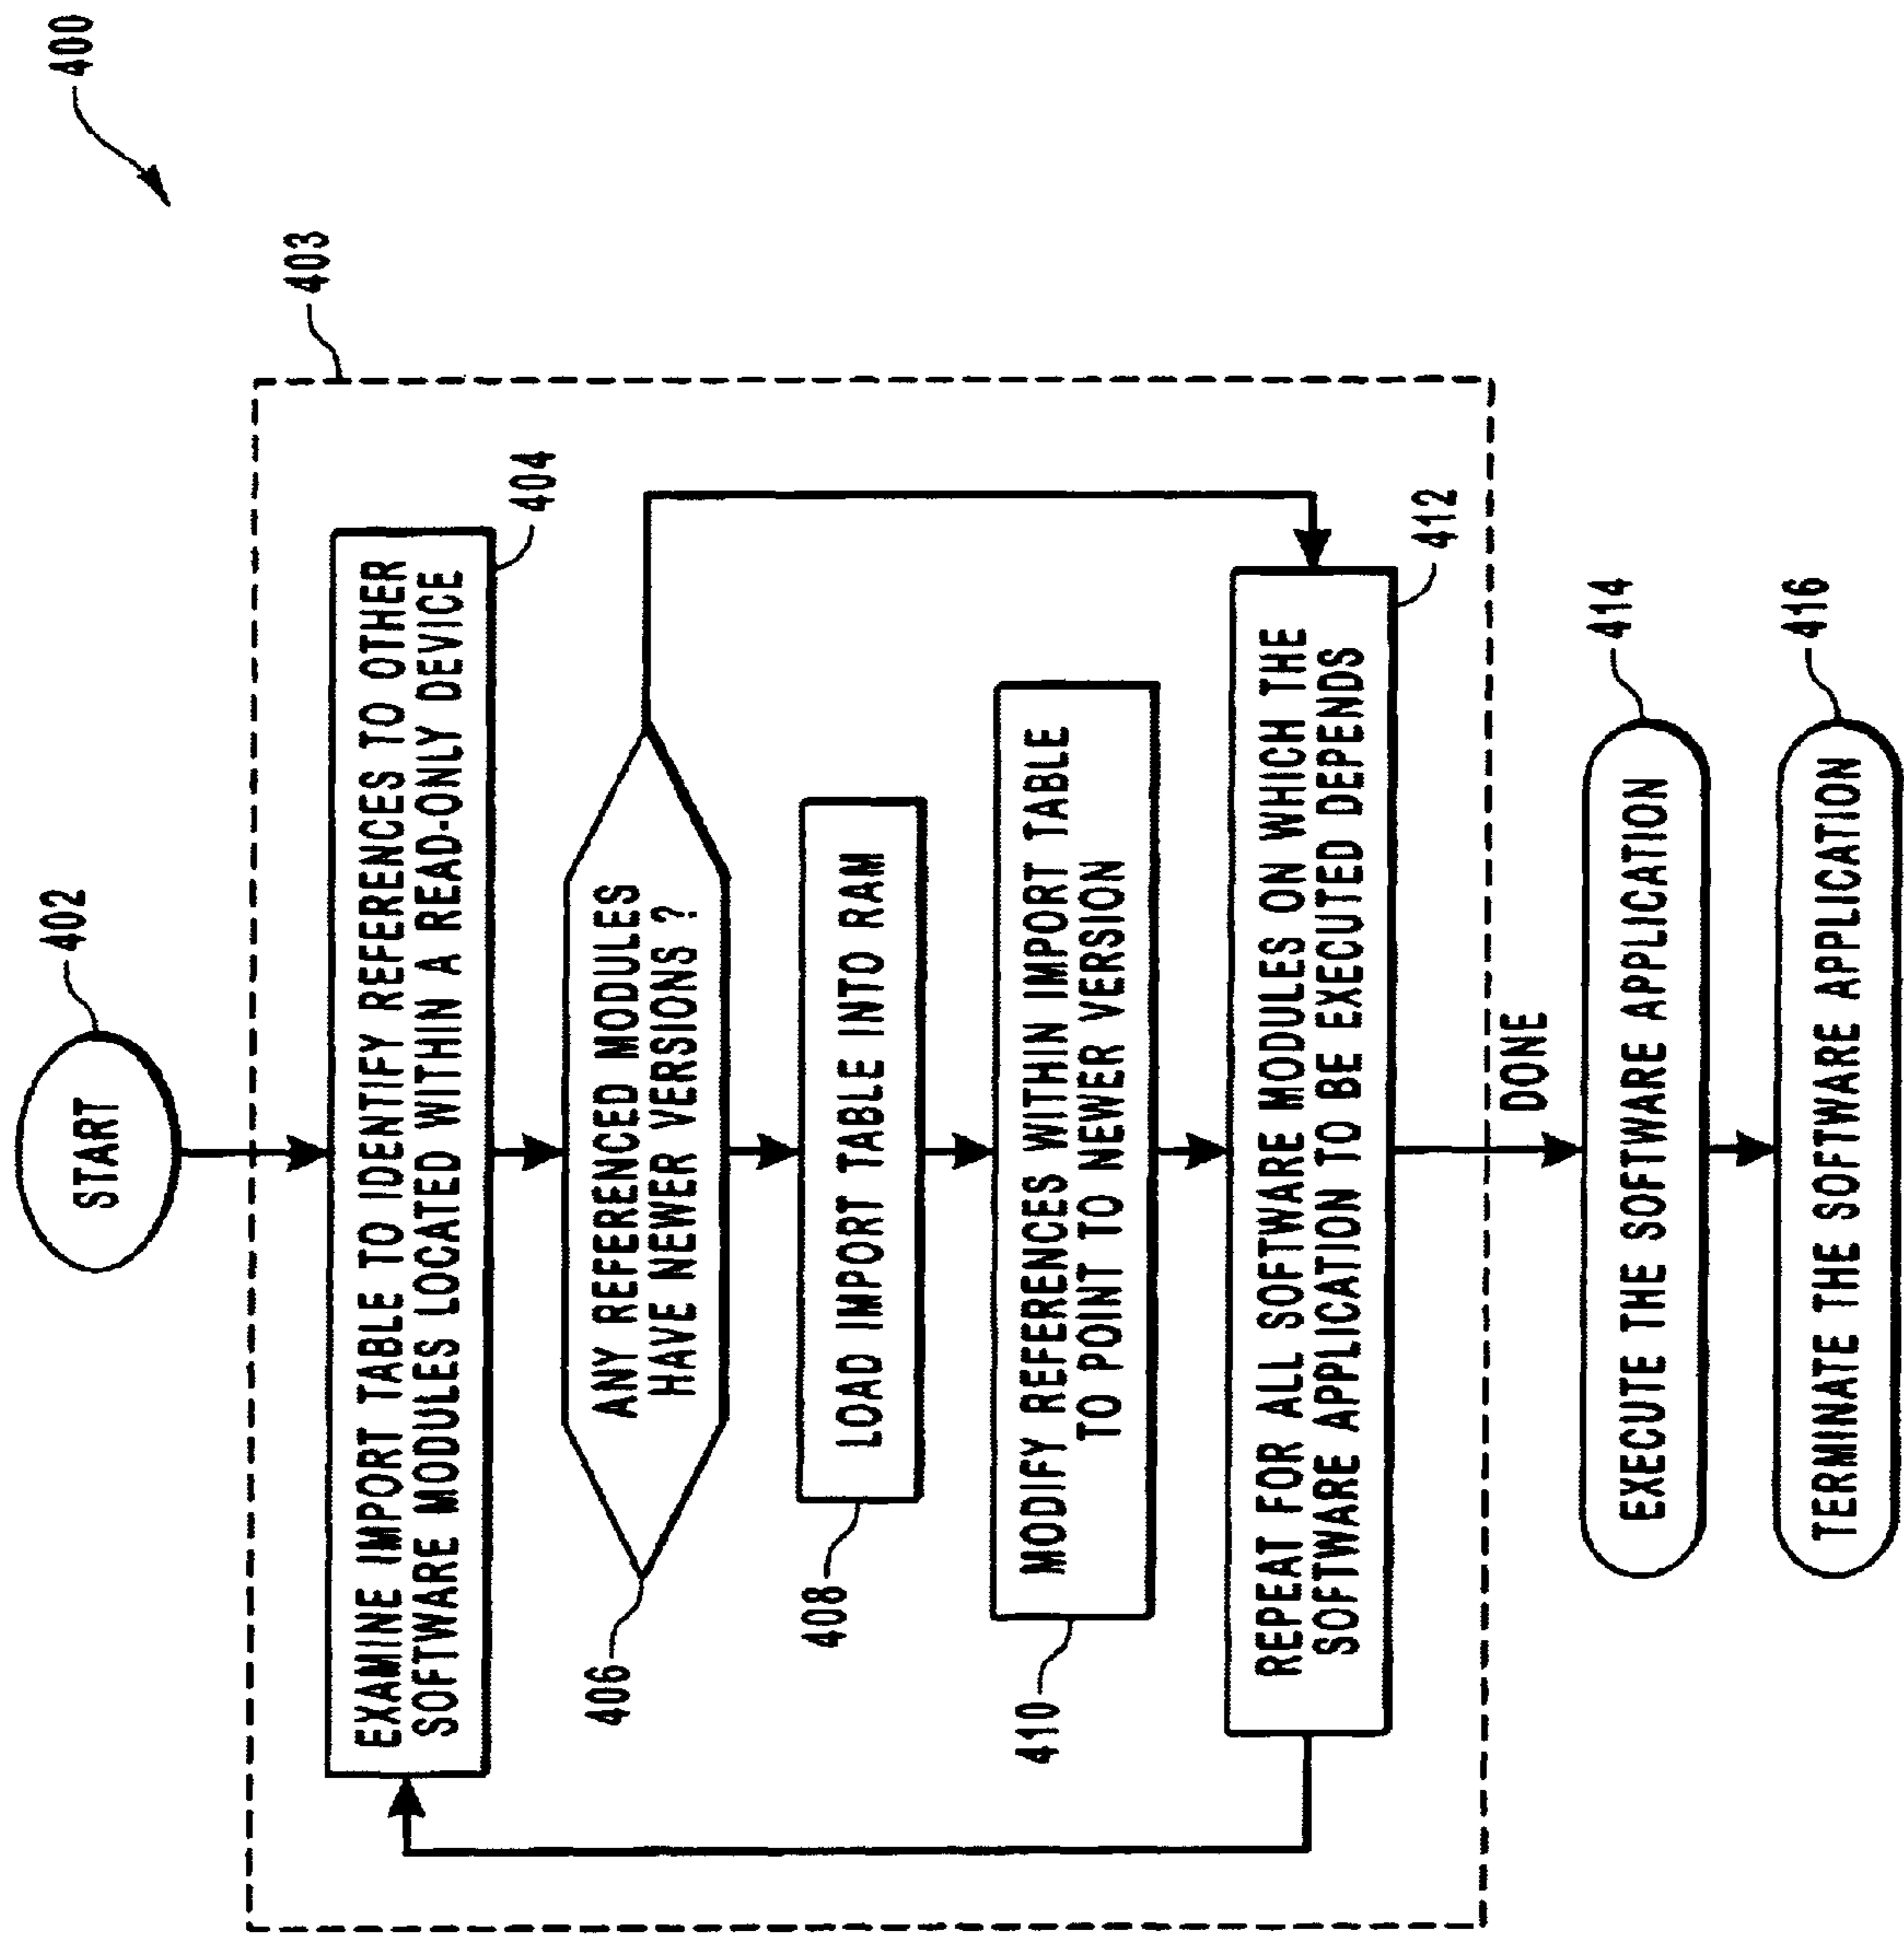 400
402
START
403
404
EXAMINE IMPORT TABLE TO IDENTIFY REFERENCES TO OTHER
SOFTWARE MODULES LOCATED WITHIN A READ-ONLY DEVICE
406
ANY REFERENCED MODULES
HAVE NEWER VERSIONS ?
408
LOAD IMPORT TABLE INTO RAM
410
MODIFY REFERENCES WITHIN IMPORT TABLE
TO POINT TO NEWER VERSION
412
REPEAT FOR ALL SOFTWARE MODULES ON WHICH THE
SOFTWARE APPLICATION TO BE EXECUTED DEPENDS
DONE
414
EXECUTE THE SOFTWARE APPLICATION
416
TERMINATE THE SOFTWARE APPLICATION